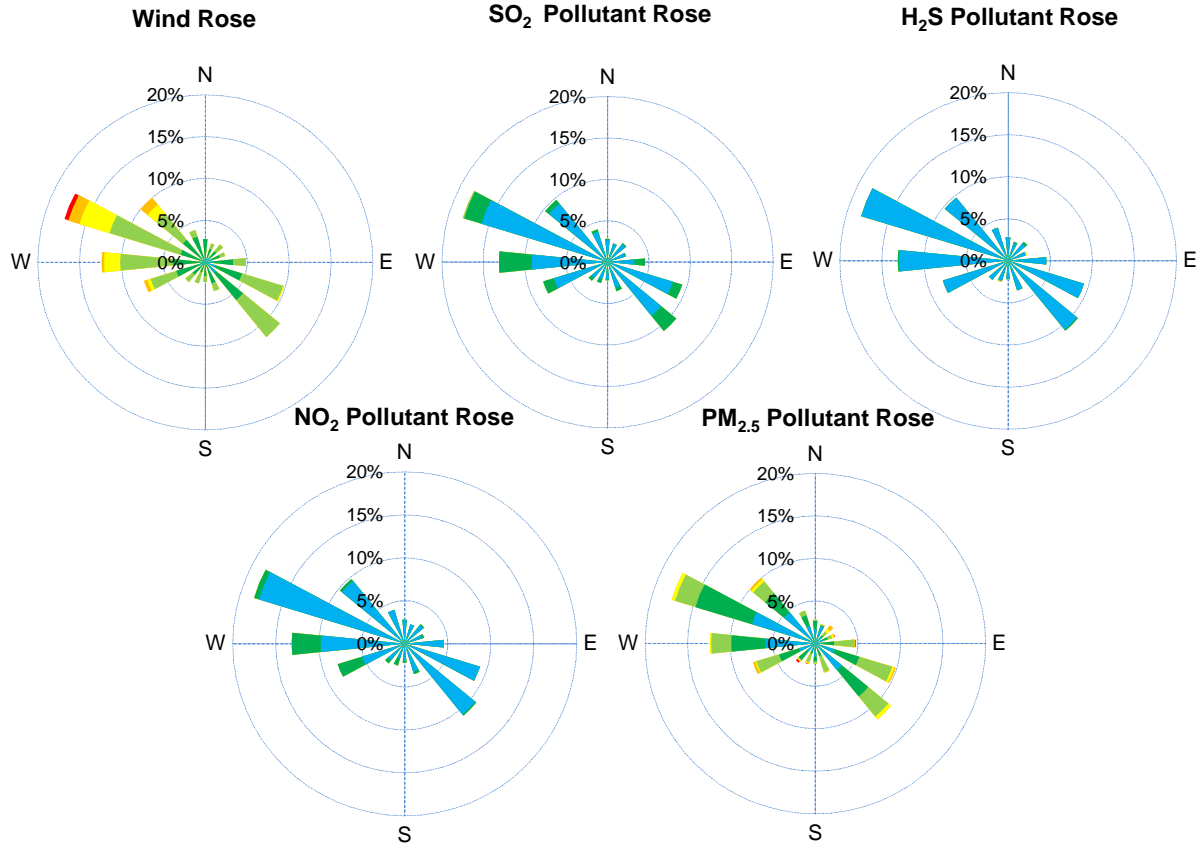 Wind Rose
N
20%
15%
10%
5%
0%
W
E
S
SO₂ Pollutant Rose
N
20%
15%
10%
5%
0%
W
E
S
H₂S Pollutant Rose
N
20%
15%
10%
5%
0%
W
E
S
NO₂ Pollutant Rose
N
20%
15%
10%
5%
0%
W
E
S
PM₂.₅ Pollutant Rose
N
20%
15%
10%
5%
0%
W
E
S